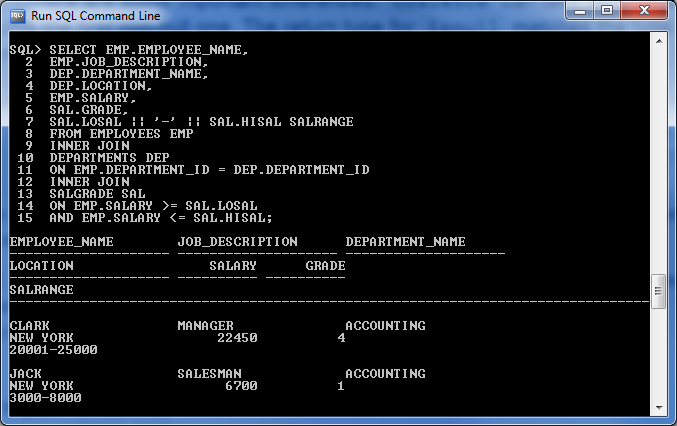 Run SQL Command Line
SQL> SELECT EMP.EMPLOYEE_NAME,
  2  EMP.JOB_DESCRIPTION,
  3  DEP.DEPARTMENT_NAME,
  4  DEP.LOCATION,
  5  EMP.SALARY,
  6  SAL.GRADE,
  7  SAL.LOSAL || '-' || SAL.HISAL SALRANGE
  8  FROM EMPLOYEES EMP
  9  INNER JOIN
 10  DEPARTMENTS DEP
 11  ON EMP.DEPARTMENT_ID = DEP.DEPARTMENT_ID
 12  INNER JOIN
 13  SALGRADE SAL
 14  ON EMP.SALARY >= SAL.LOSAL
 15  AND EMP.SALARY <= SAL.HISAL;
EMPLOYEE_NAME        JOB_DESCRIPTION      DEPARTMENT_NAME
-------------------- -------------------- --------------------
LOCATION                 SALARY      GRADE
-------------------- ---------- ----------
SALRANGE
--------------------------------------------------------------------------------
CLARK                MANAGER              ACCOUNTING
NEW YORK                  22450          4
20001-25000
JACK                 SALESMAN             ACCOUNTING
NEW YORK                   6700          1
3000-8000